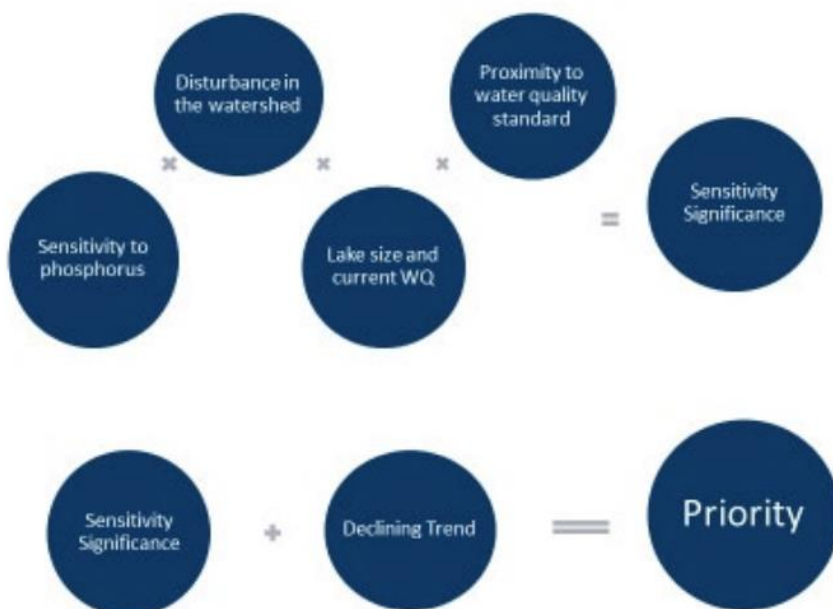 Sensitivity to
phosphorus
×
Disturbance in
the watershed
×
Lake size and
current WQ
×
Proximity to
water quality
standard
=
Sensitivity
Significance
Sensitivity
Significance
+
Declining Trend
=
Priority